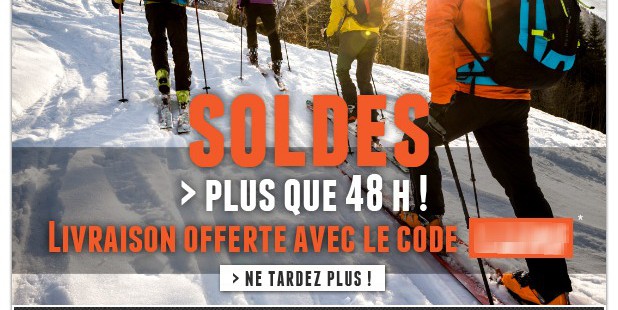 SOLDES
> PLUS QUE 48 H !
LIVRAISON OFFERTE AVEC LE CODE *
> NE TARDEZ PLUS !